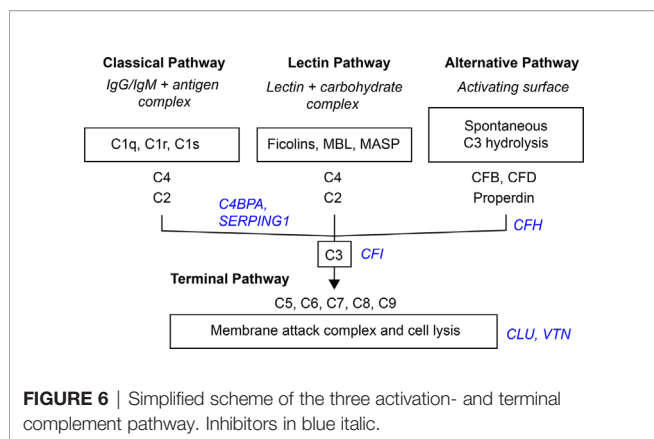 Classical Pathway
IgG/IgM + antigen
complex
Lectin Pathway
Lectin + carbohydrate
complex
Alternative Pathway
Activating surface
C1q, C1r, C1s
Ficolins, MBL, MASP
Spontaneous
C3 hydrolysis
C4
C2
C4
C2
CFB, CFD
Properdin
C4BPA,
SERPING1
CFH
C3
CFI
Terminal Pathway
C5, C6, C7, C8, C9
Membrane attack complex and cell lysis
CLU, VTN
FIGURE 6 | Simplified scheme of the three activation- and terminal
complement pathway. Inhibitors in blue italic.